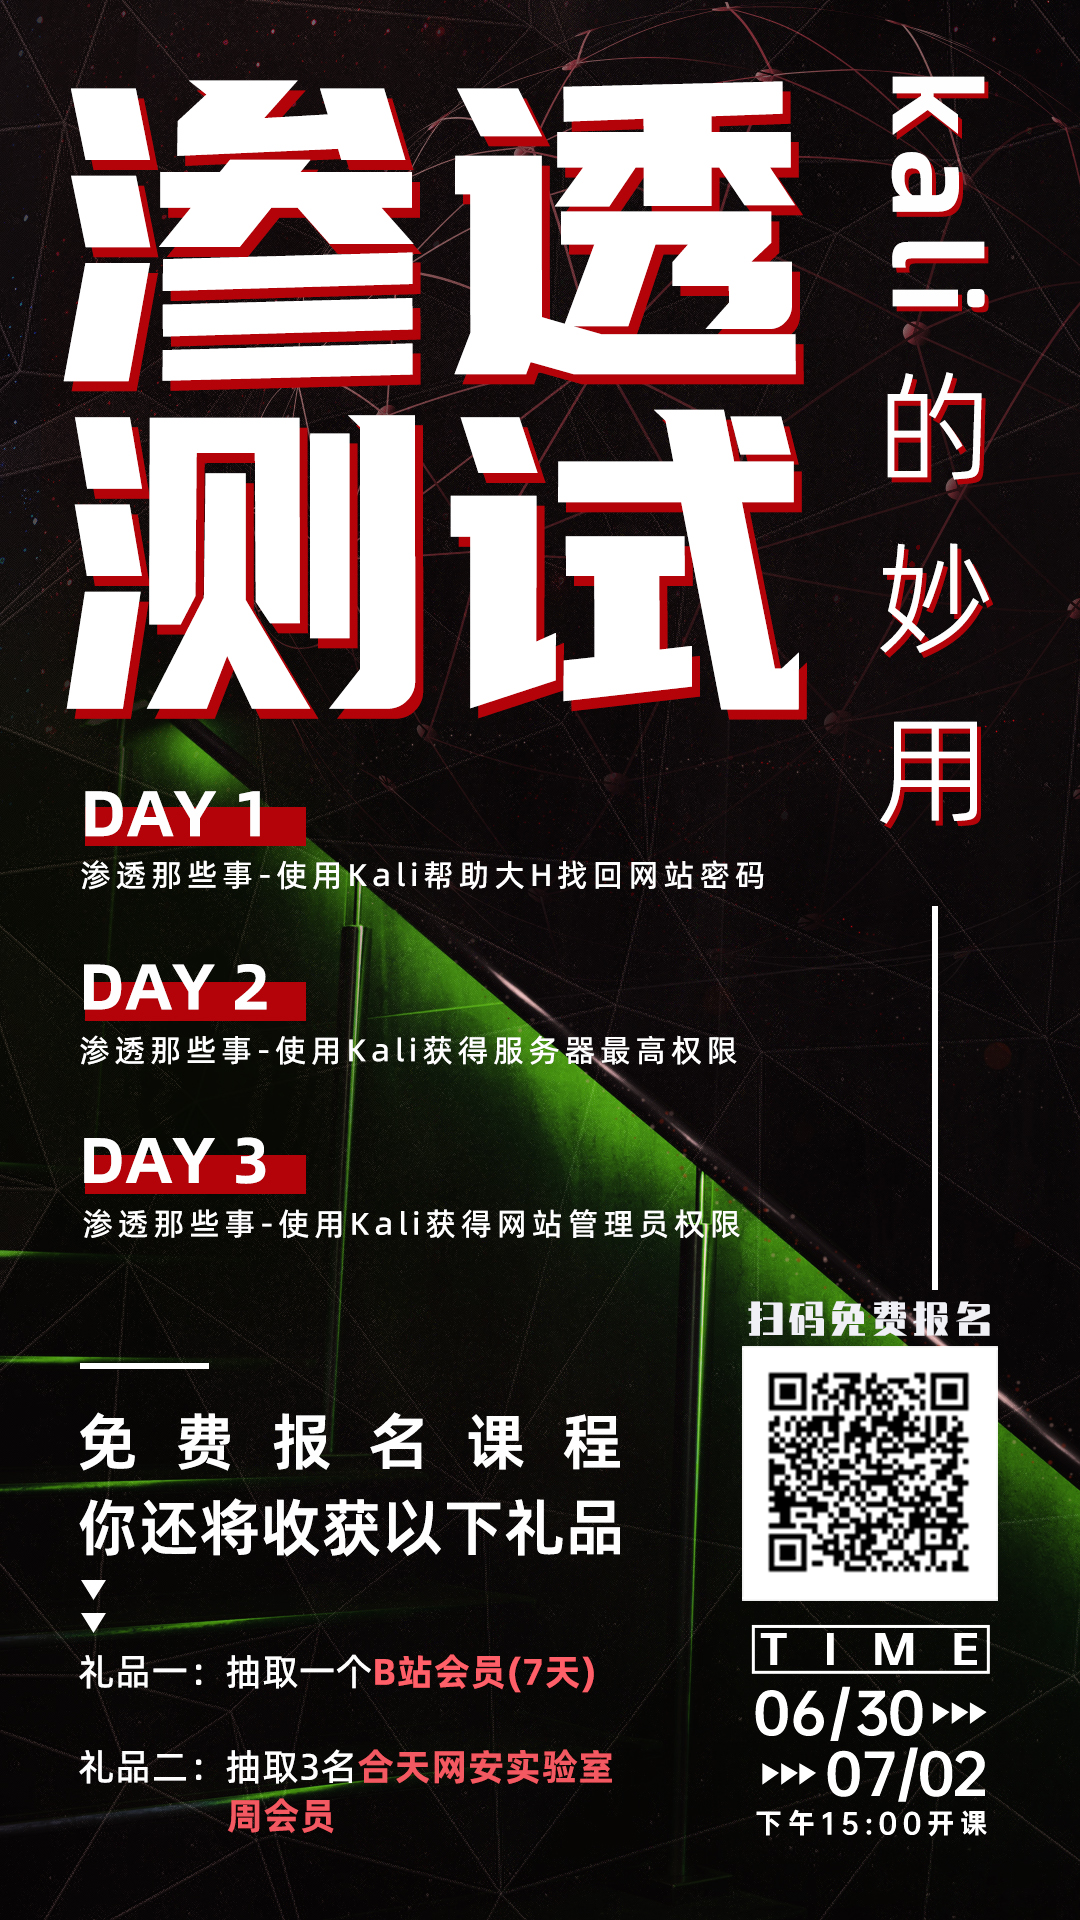 渗透
测试
kali的妙用
DAY 1
渗透那些事-使用Kali帮助大H找回网站密码
DAY 2
渗透那些事-使用Kali获得服务器最高权限
DAY 3
渗透那些事-使用Kali获得网站管理员权限
免费报名课程
你还将收获以下礼品
礼品一：抽取一个B站会员(7天)
礼品二：抽取3名合天网安实验室
周会员
扫码免费报名
TIME
06/30
07/02
下午15:00开课